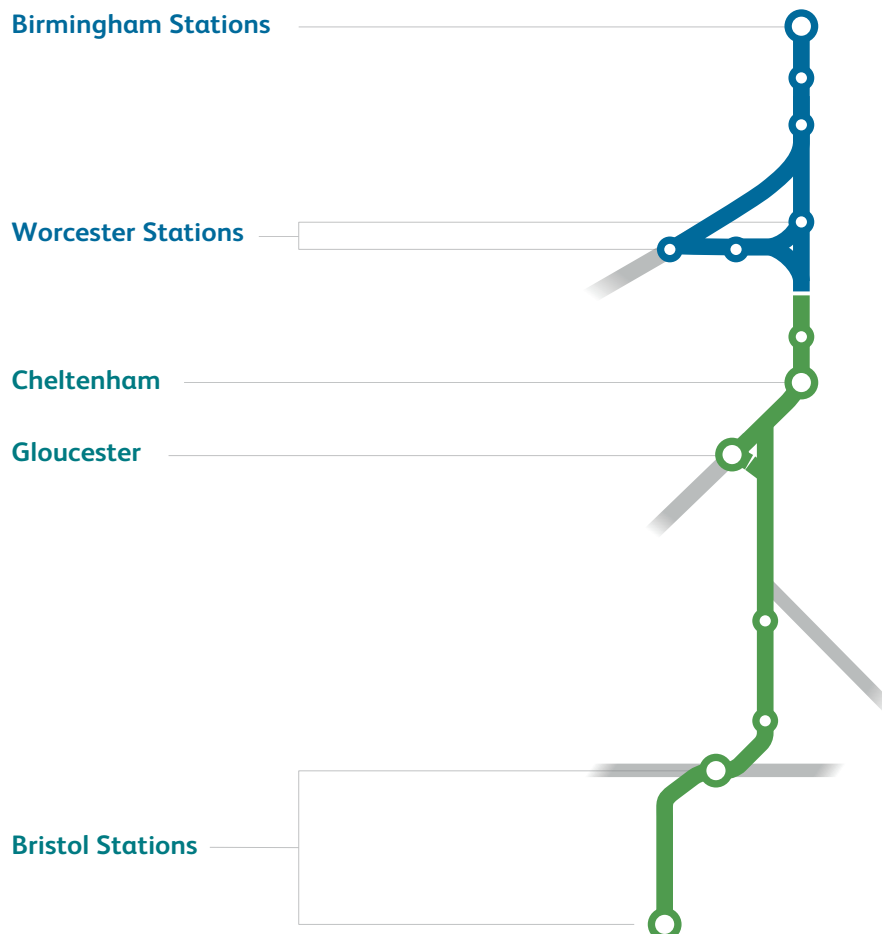 Birmingham Stations
Worcester Stations
Cheltenham
Gloucester
Bristol Stations